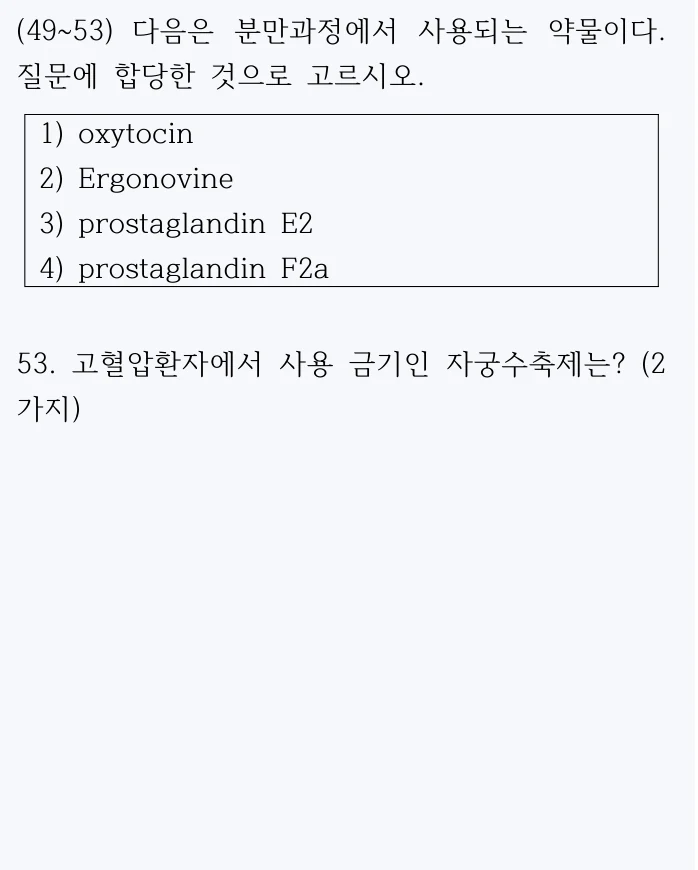 (49~53) 다음은 분만과정에서 사용되는 약물이다.
질문에 합당한 것으로 고르시오.
1) oxytocin
2) Ergonovine
3) prostaglandin E2
4) prostaglandin F2a
53. 고혈압환자에서 사용 금기인 자궁수축제는? (2
가지)